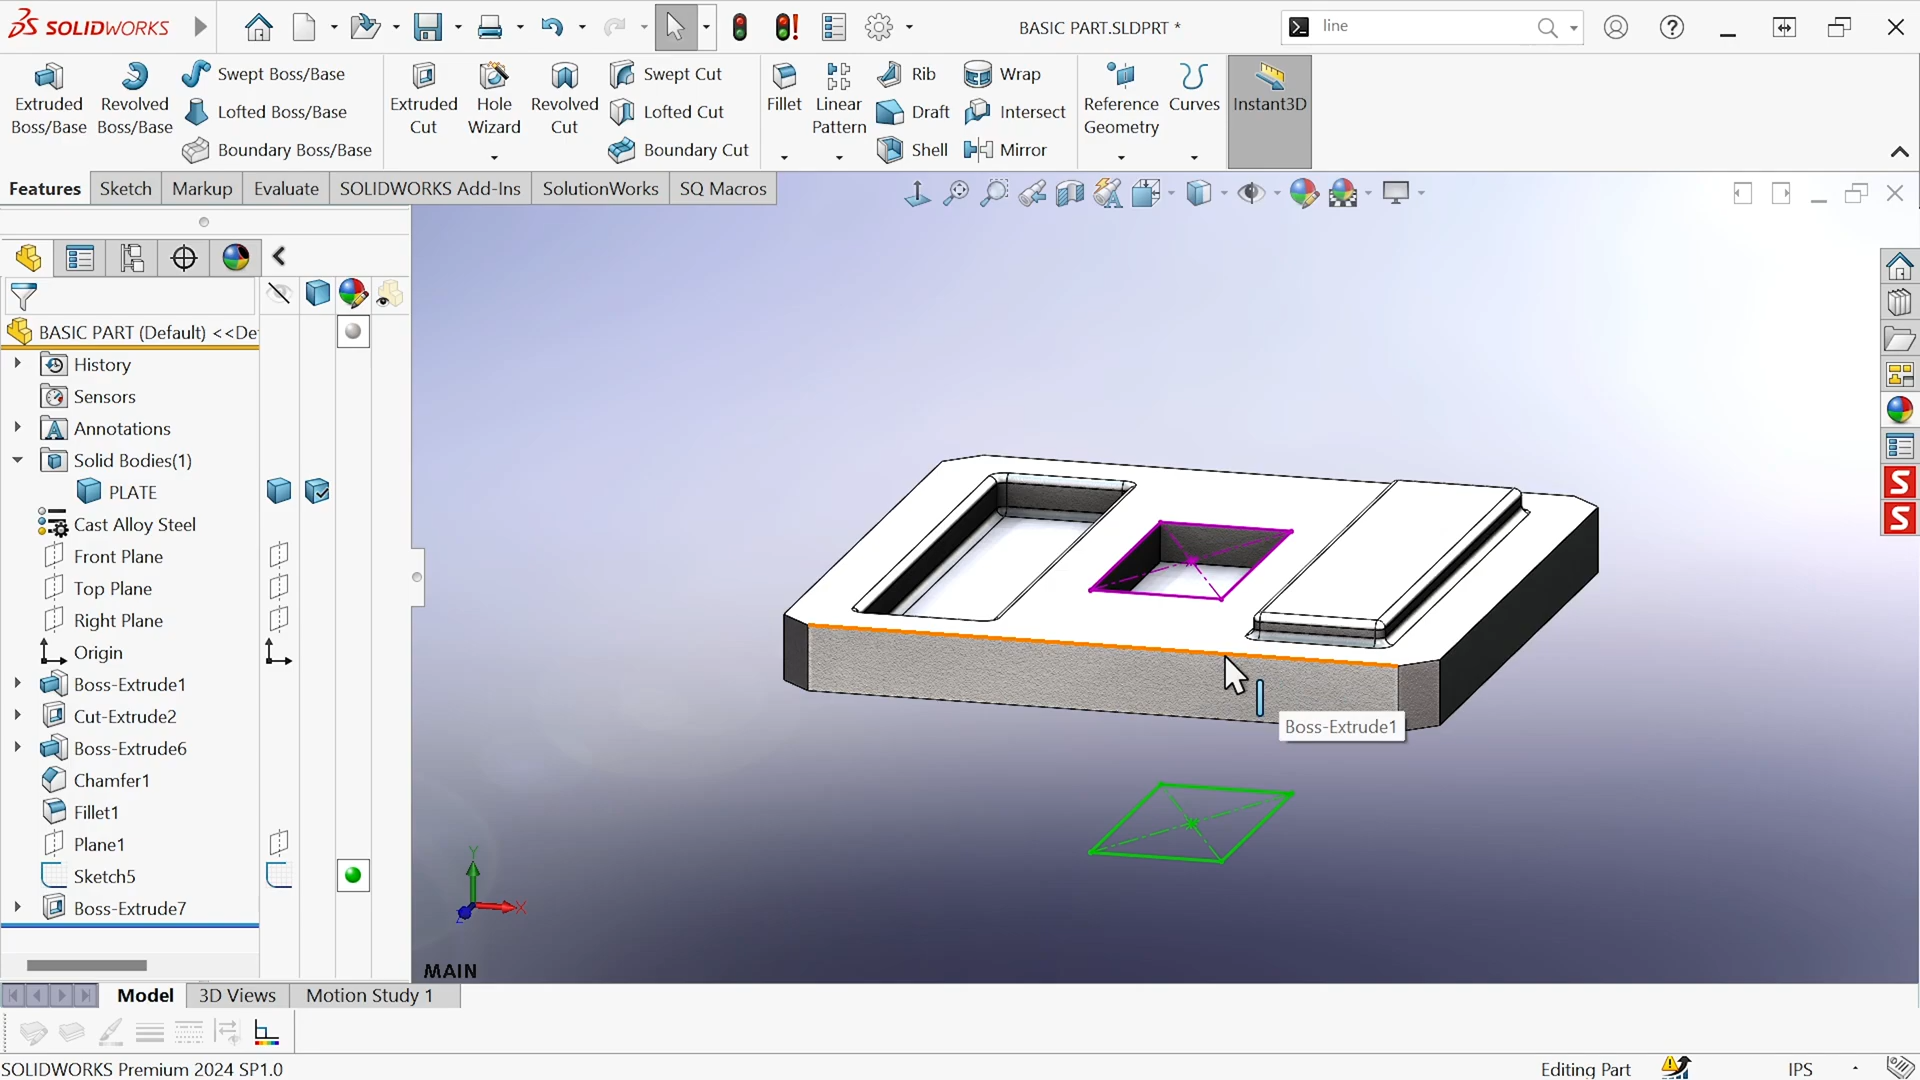 SOLIDWORKS
BASIC PART.SLDPRT *
line
Extruded Boss/Base
Revolved Boss/Base
Swept Boss/Base
Lofted Boss/Base
Boundary Boss/Base
Extruded Cut
Hole Wizard
Revolved Cut
Swept Cut
Lofted Cut
Boundary Cut
Fillet
Linear Pattern
Rib
Draft
Shell
Wrap
Intersect
Mirror
Reference Geometry
Curves
Instant3D
Features
Sketch
Markup
Evaluate
SOLIDWORKS Add-Ins
SolutionWorks
SQ Macros
BASIC PART (Default) <<De
History
Sensors
Annotations
Solid Bodies(1)
PLATE
Cast Alloy Steel
Front Plane
Top Plane
Right Plane
Origin
Boss-Extrude1
Cut-Extrude2
Boss-Extrude6
Chamfer1
Fillet1
Plane1
Sketch5
Boss-Extrude7
Boss-Extrude1
Y
X
Z
MAIN
Model
3D Views
Motion Study 1
SOLIDWORKS Premium 2024 SP1.0
Editing Part
IPS